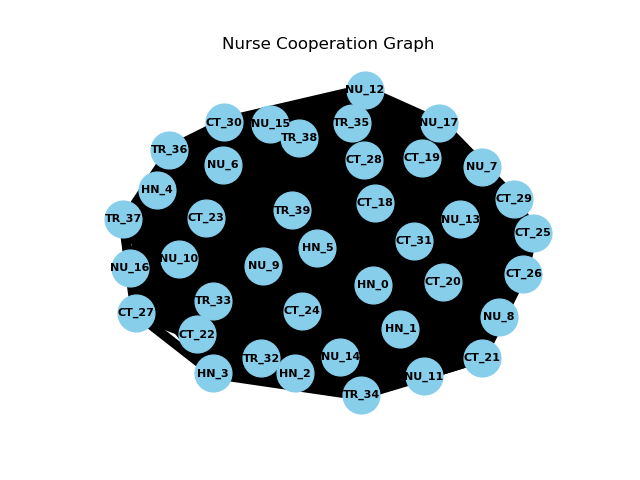 Nurse Cooperation Graph
NU_12
CT_30
NU_15
TR_35
NU_17
TR_38
TR_36
CT_19
CT_28
NU_6
NU_7
HN_4
CT_29
CT_18
TR_39
CT_23
TR_37
NU_13
CT_25
CT_31
HN_5
NU_10
NU_9
NU_16
CT_26
CT_20
HN_0
TR_33
CT_24
CT_27
NU_8
HN_1
CT_22
NU_14
TR_32
CT_21
HN_3
HN_2
NU_11
TR_34